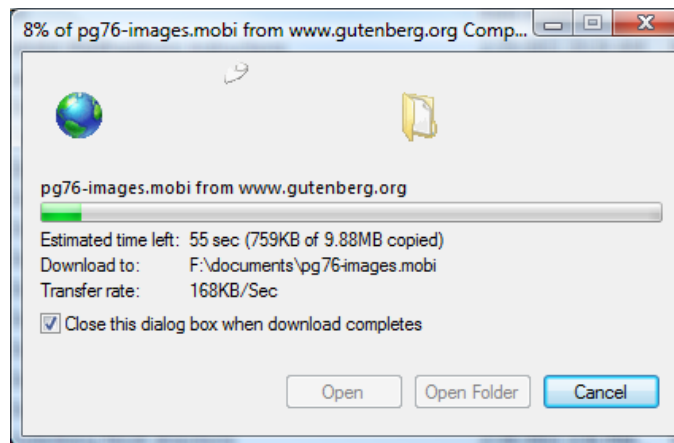 8% of pg76-images.mobi from www.gutenberg.org Comp...
pg76-images.mobi from www.gutenberg.org
Estimated time left: 55 sec (759KB of 9.88MB copied)
Download to: F:\documents\pg76-images.mobi
Transfer rate: 168KB/Sec
Close this dialog box when download completes
Open Open Folder Cancel